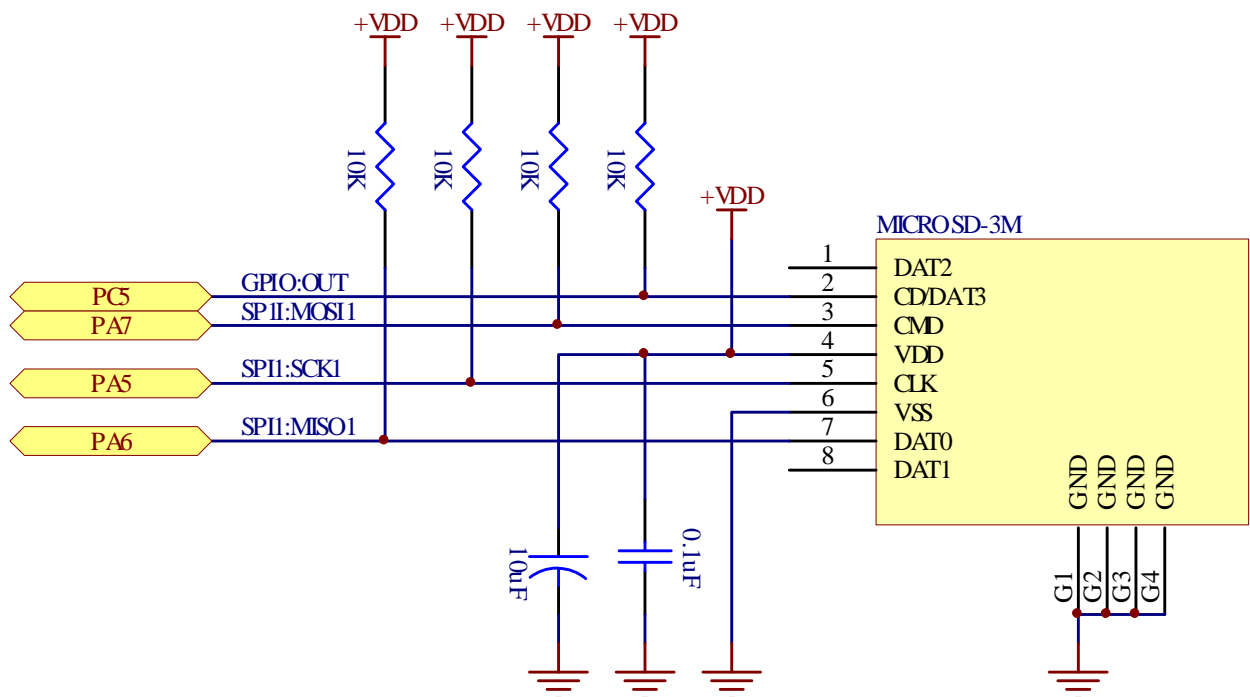 +VDD +VDD +VDD +VDD
10K 10K 10K 10K
+VDD
MICROSD-3M
1 DAT2
PC5 GPIO:OUT 2 CD/DAT3
PA7 SP1I:MOSI1 3 CMD
4 VDD
PA5 SPI1:SCK1 5 CLK
6 VSS
PA6 SPI1:MISO1 7 DAT0
8 DAT1
GND GND GND GND
10uF 0.1uF
G1 G2 G3 G4